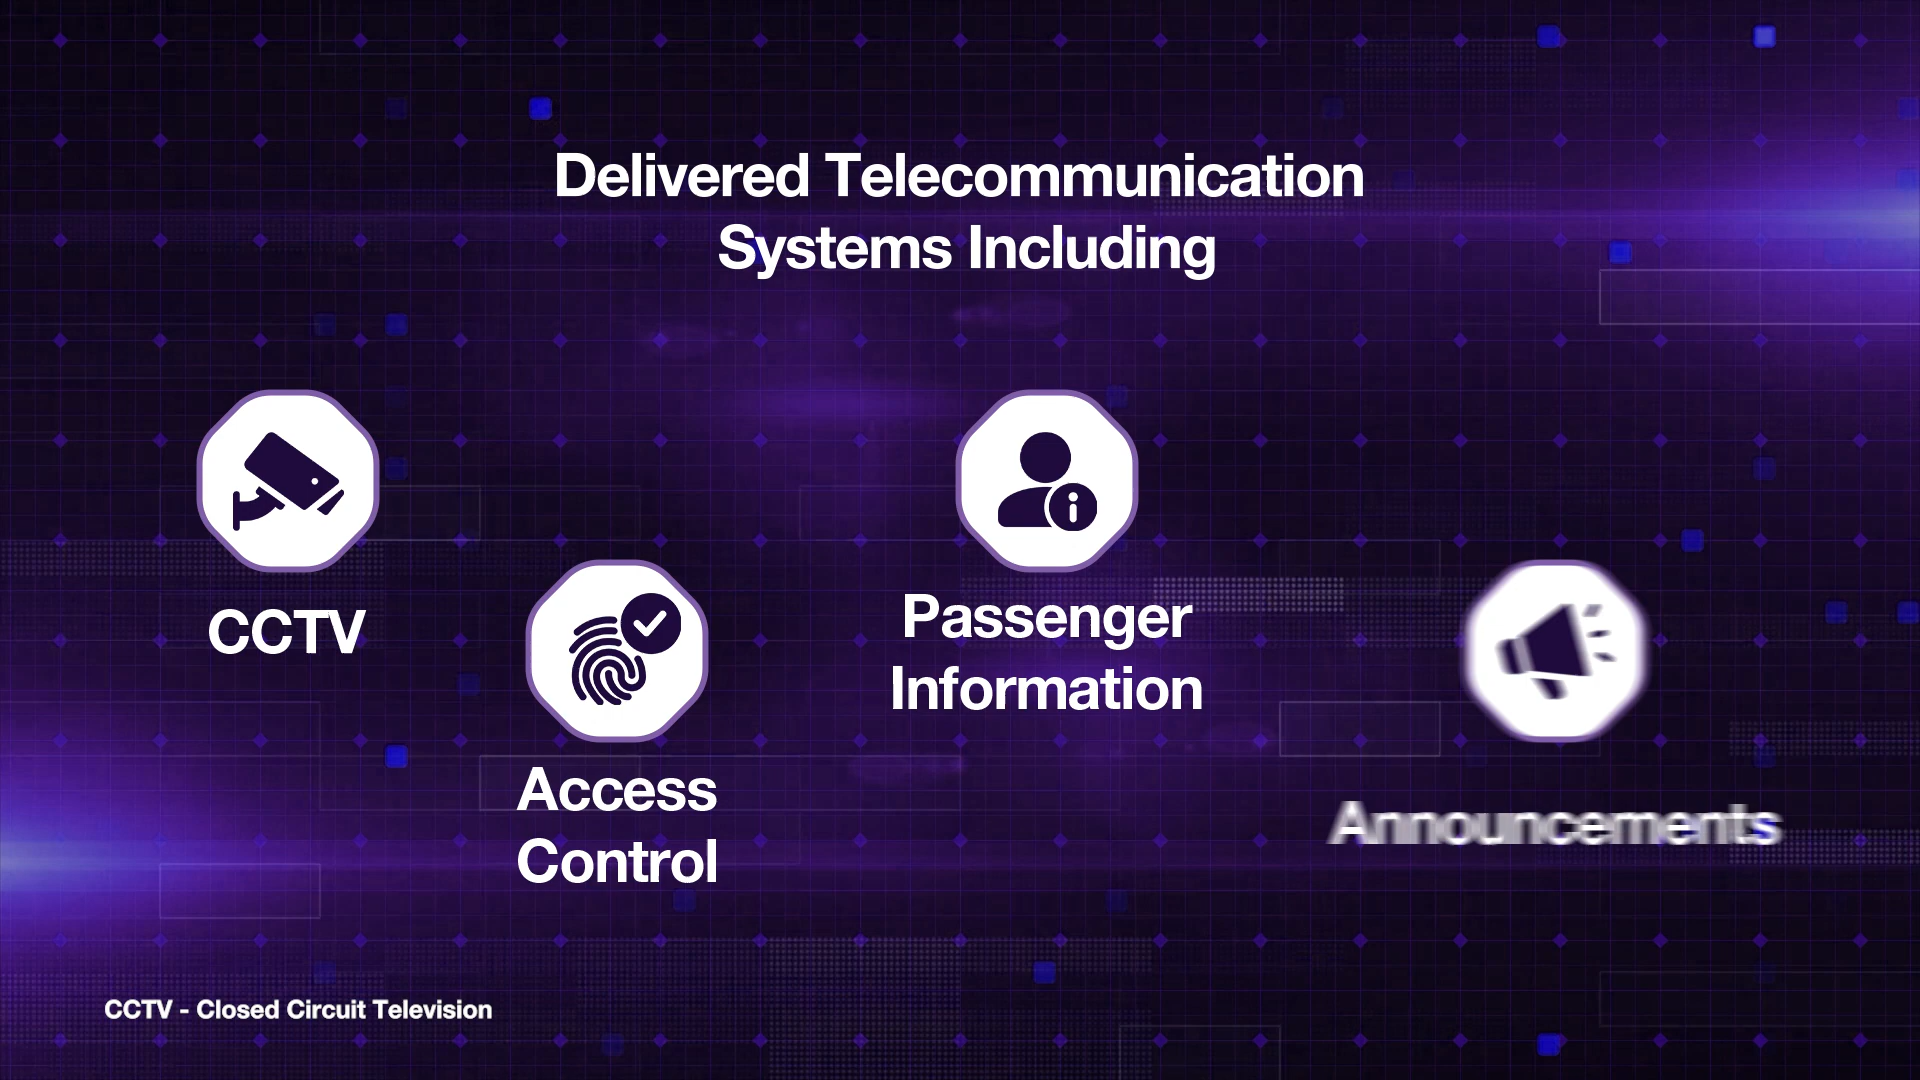 Delivered Telecommunication
Systems Including
CCTV
Access
Control
Passenger
Information
Announcements
CCTV - Closed Circuit Television